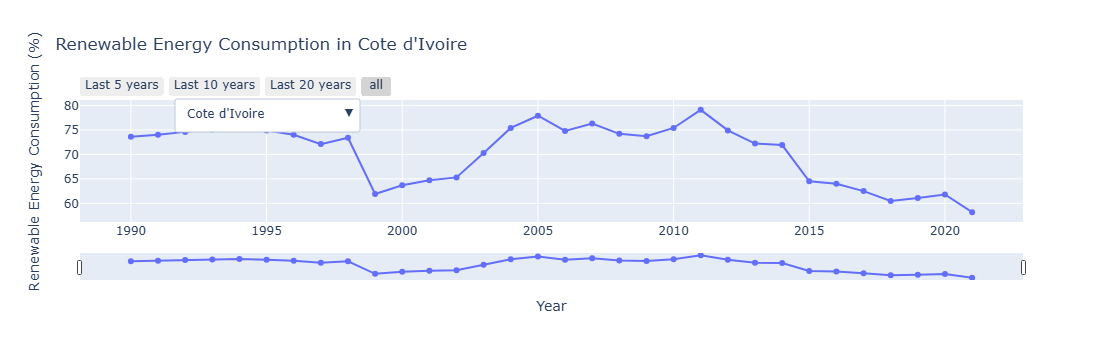 Renewable Energy Consumption in Cote d'Ivoire
Renewable Energy Consumption (%)
Last 5 years Last 10 years Last 20 years all
Cote d'Ivoire ▼
80
75
70
65
60
1990 1995 2000 2005 2010 2015 2020
Year